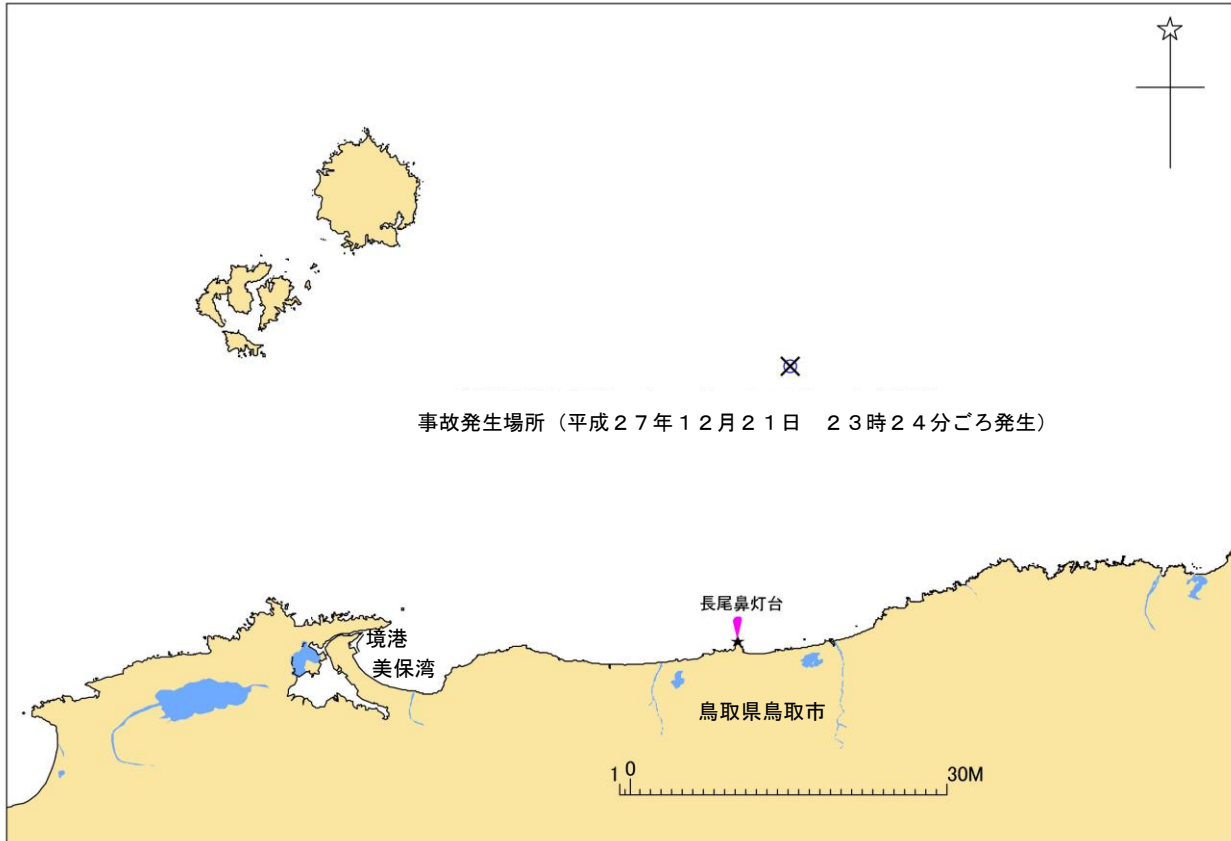 事故発生場所（平成２７年１２月２１日　２３時２４分ごろ発生）
長尾鼻灯台
境港
美保湾
鳥取県鳥取市
1 0 30M